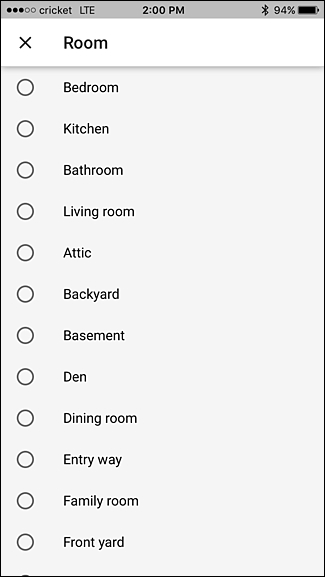 cricket LTE 2:00 PM 94%
Room
Bedroom
Kitchen
Bathroom
Living room
Attic
Backyard
Basement
Den
Dining room
Entry way
Family room
Front yard